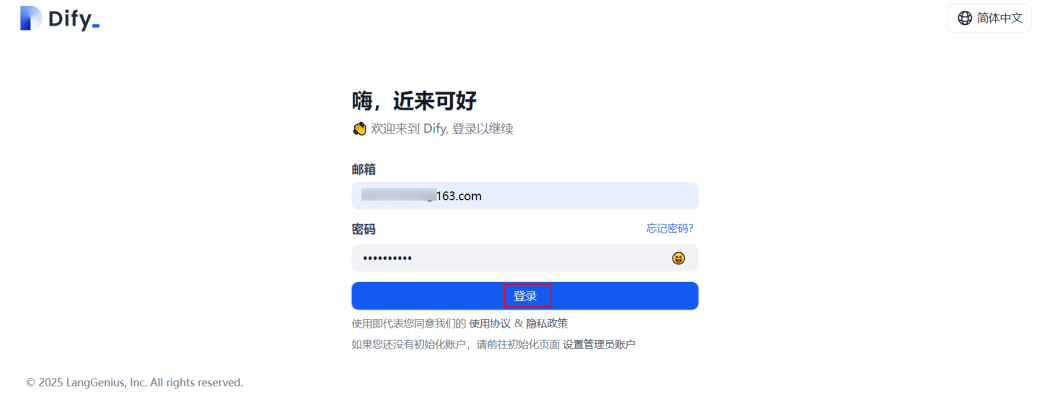 Dify_
简体中文
嗨，近来可好
👋 欢迎来到 Dify, 登录以继续
邮箱
163.com
密码 忘记密码?
••••••••••
登录
使用即代表您同意我们的 使用协议 & 隐私政策
如果您还没有初始化账户，请前往初始化页面 设置管理员账户
© 2025 LangGenius, Inc. All rights reserved.